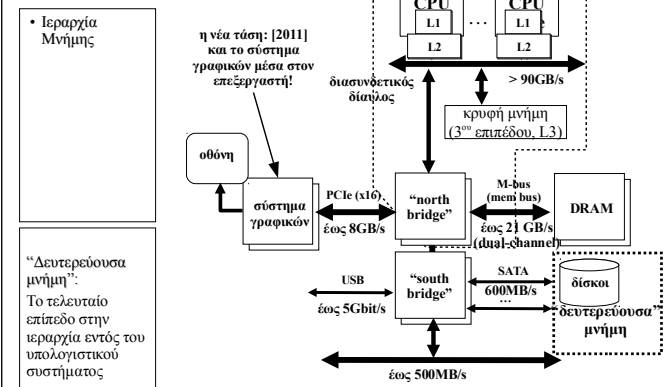 • Ιεραρχία
Μνήμης
“Δευτερεύουσα
μνήμη”:
Το τελευταίο
επίπεδο στην
ιεραρχία εντός του
υπολογιστικού
συστήματος
η νέα τάση: [2011]
και το σύστημα
γραφικών μέσα στον
επεξεργαστή!
CPU
CPU
L1
...
L1
L2
L2
διασυνδετικός
δίαυλος
> 90GB/s
κρυφή μνήμη
(3ου επιπέδου, L3)
οθόνη
σύστημα
γραφικών
PCIe (x16)
έως 8GB/s
“north
bridge”
M-bus
(mem bus)
έως 21 GB/s
(dual-channel)
DRAM
USB
έως 5Gbit/s
“south
bridge”
SATA
600MB/s
...
δίσκοι
“δευτερεύουσα”
μνήμη
έως 500MB/s